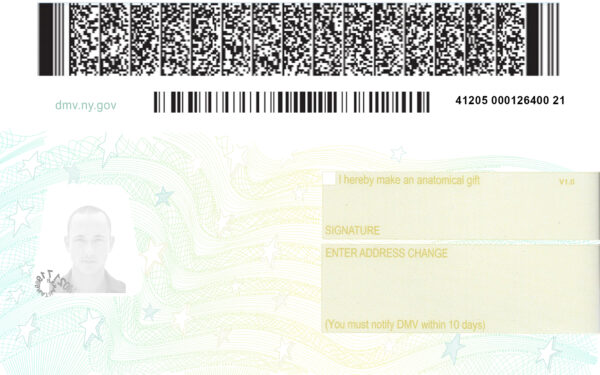 dmv.ny.gov
41205 000126400 21
I hereby make an anatomical gift
V1.0
SIGNATURE
ENTER ADDRESS CHANGE
(You must notify DMV within 10 days)